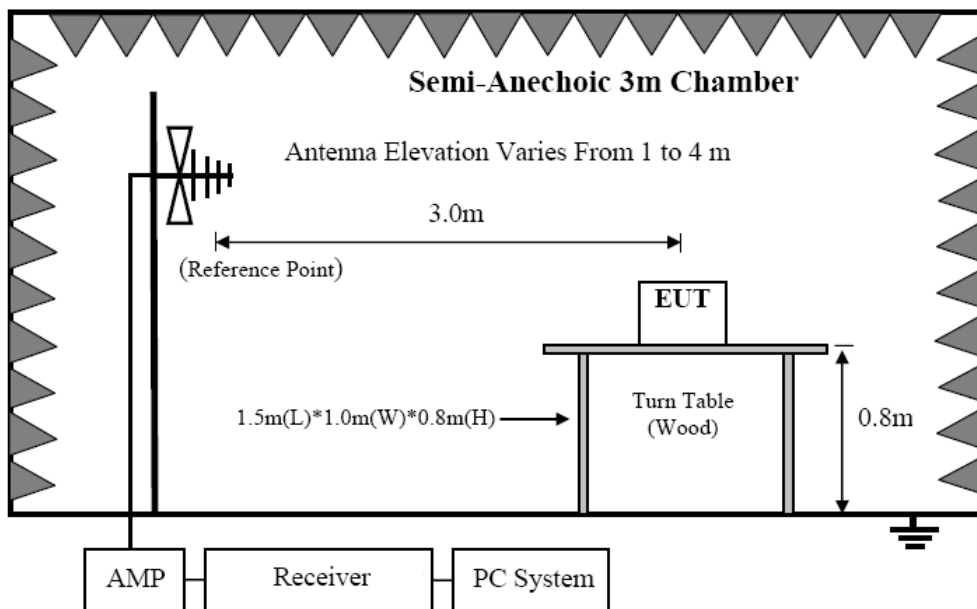 Semi-Anechoic 3m Chamber
Antenna Elevation Varies From 1 to 4 m
3.0m
(Reference Point)
EUT
1.5m(L)*1.0m(W)*0.8m(H)
Turn Table
(Wood)
0.8m
AMP
Receiver
PC System